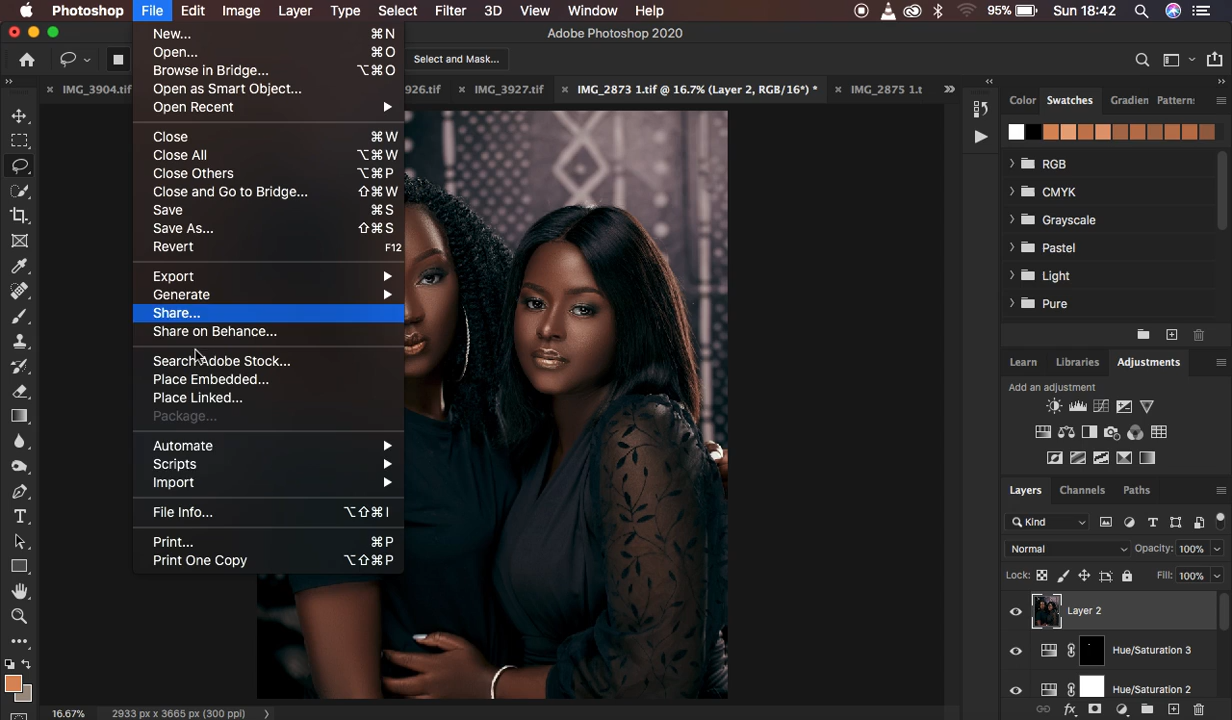 Photoshop File Edit Image Layer Type Select Filter 3D View Window Help 95% Sun 18:42
Adobe Photoshop 2020
Select and Mask...
IMG_3904.tif 926.tif IMG_3927.tif IMG_2873 1.tif @ 16.7% (Layer 2, RGB/16*) * IMG_2875 1.t
New... ⌘N
Open... ⌘O
Browse in Bridge... ⌥⌘O
Open as Smart Object...
Open Recent
Close ⌘W
Close All ⌥⌘W
Close Others ⌥⌘P
Close and Go to Bridge... ⇧⌘W
Save ⌘S
Save As... ⇧⌘S
Revert F12
Export
Generate
Share...
Share on Behance...
Search Adobe Stock...
Place Embedded...
Place Linked...
Package...
Automate
Scripts
Import
File Info... ⌥⇧⌘I
Print... ⌘P
Print One Copy ⌥⇧⌘P
Color Swatches Gradien Pattern:
RGB
CMYK
Grayscale
Pastel
Light
Pure
Learn Libraries Adjustments
Add an adjustment
Layers Channels Paths
Kind
Normal Opacity: 100%
Lock: Fill: 100%
Layer 2
Hue/Saturation 3
Hue/Saturation 2
16.67% 2933 px x 3665 px (300 ppi)